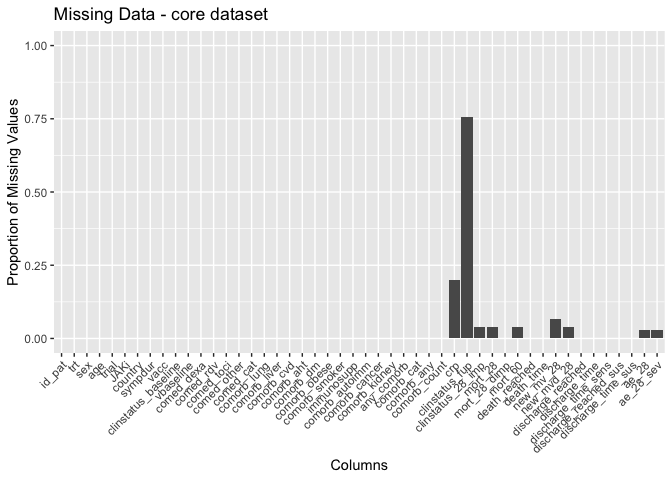 Missing Data - core dataset
1.00
0.75
0.50
0.25
0.00
Proportion of Missing Values
id_pat
trt
sex
age
trial
JAKi
country
sympdur
vacc
clinstatus_baseline
vbaseline
comed_dexa
comed_rdv
comed_toci
comed_other
comed_cat
comorb_lung
comorb_liver
comorb_cvd
comorb_aht
comorb_dm
comorb_obese
comorb_smoker
immunosupp
comorb_autoimm
comorb_cancer
comorb_kidney
any_comorb
comorb_cat
comorb_any
comorb_count
crp
vl
clinstatus_28_imp
mort_28
mort_28_dimp
mort_60
death_reached
death_time
new_mv_28
new_mvd_28
discharge_reached
discharge_time
discharge_time_sens
discharge_reached_sus
discharge_time_sus
ae_28
ae_28_sev
Columns